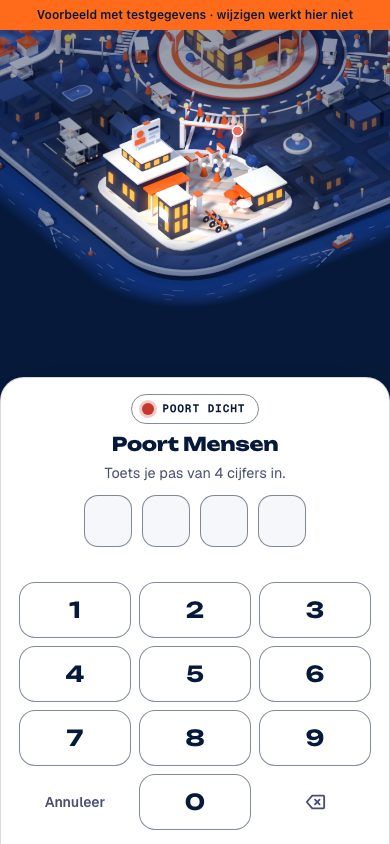 Voorbeeld met testgegevens · wijzigen werkt hier niet
POORT DICHT
Poort Mensen
Toets je pas van 4 cijfers in.
1 2 3
4 5 6
7 8 9
Annuleer 0